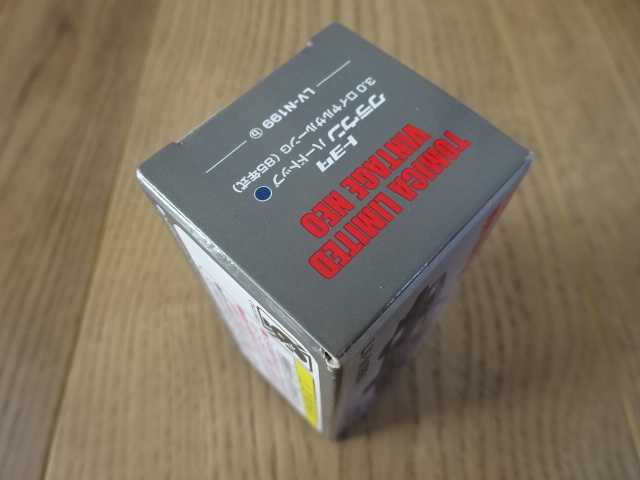 TOMICA LIMITED
VINTAGE NEO
トヨタ
クラウン ハードトップ
3.0 ロイヤルサルーンG (95年式)
LV-N199 b